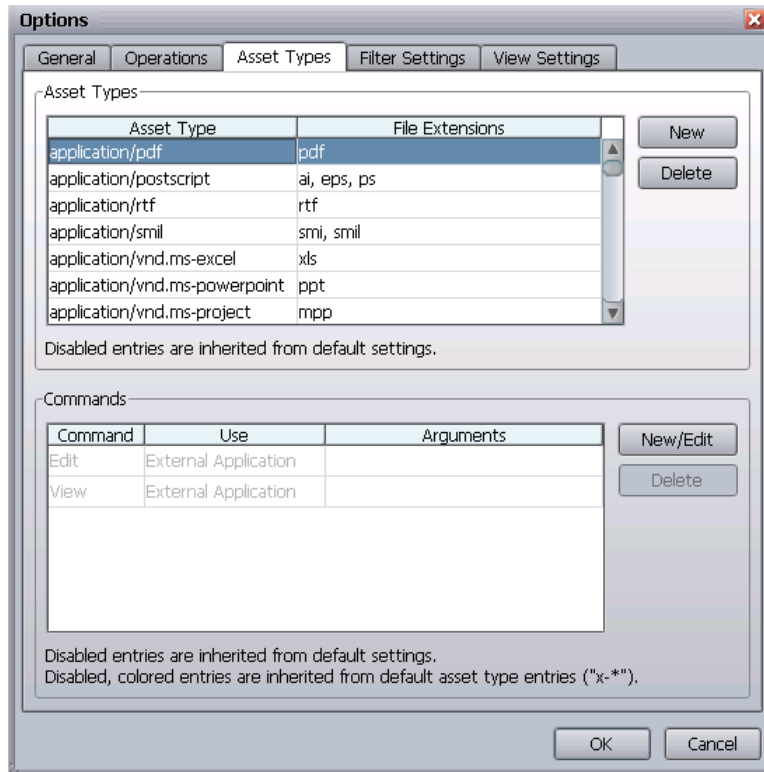 Options
General Operations Asset Types Filter Settings View Settings
Asset Types
Asset Type File Extensions
New
application/pdf pdf
application/postscript ai, eps, ps
Delete
application/rtf rtf
application/smil smi, smil
application/vnd.ms-excel xls
application/vnd.ms-powerpoint ppt
application/vnd.ms-project mpp
Disabled entries are inherited from default settings.
Commands
Command Use Arguments
New/Edit
Edit External Application
Delete
View External Application
Disabled entries are inherited from default settings.
Disabled, colored entries are inherited from default asset type entries ("x-*").
OK Cancel